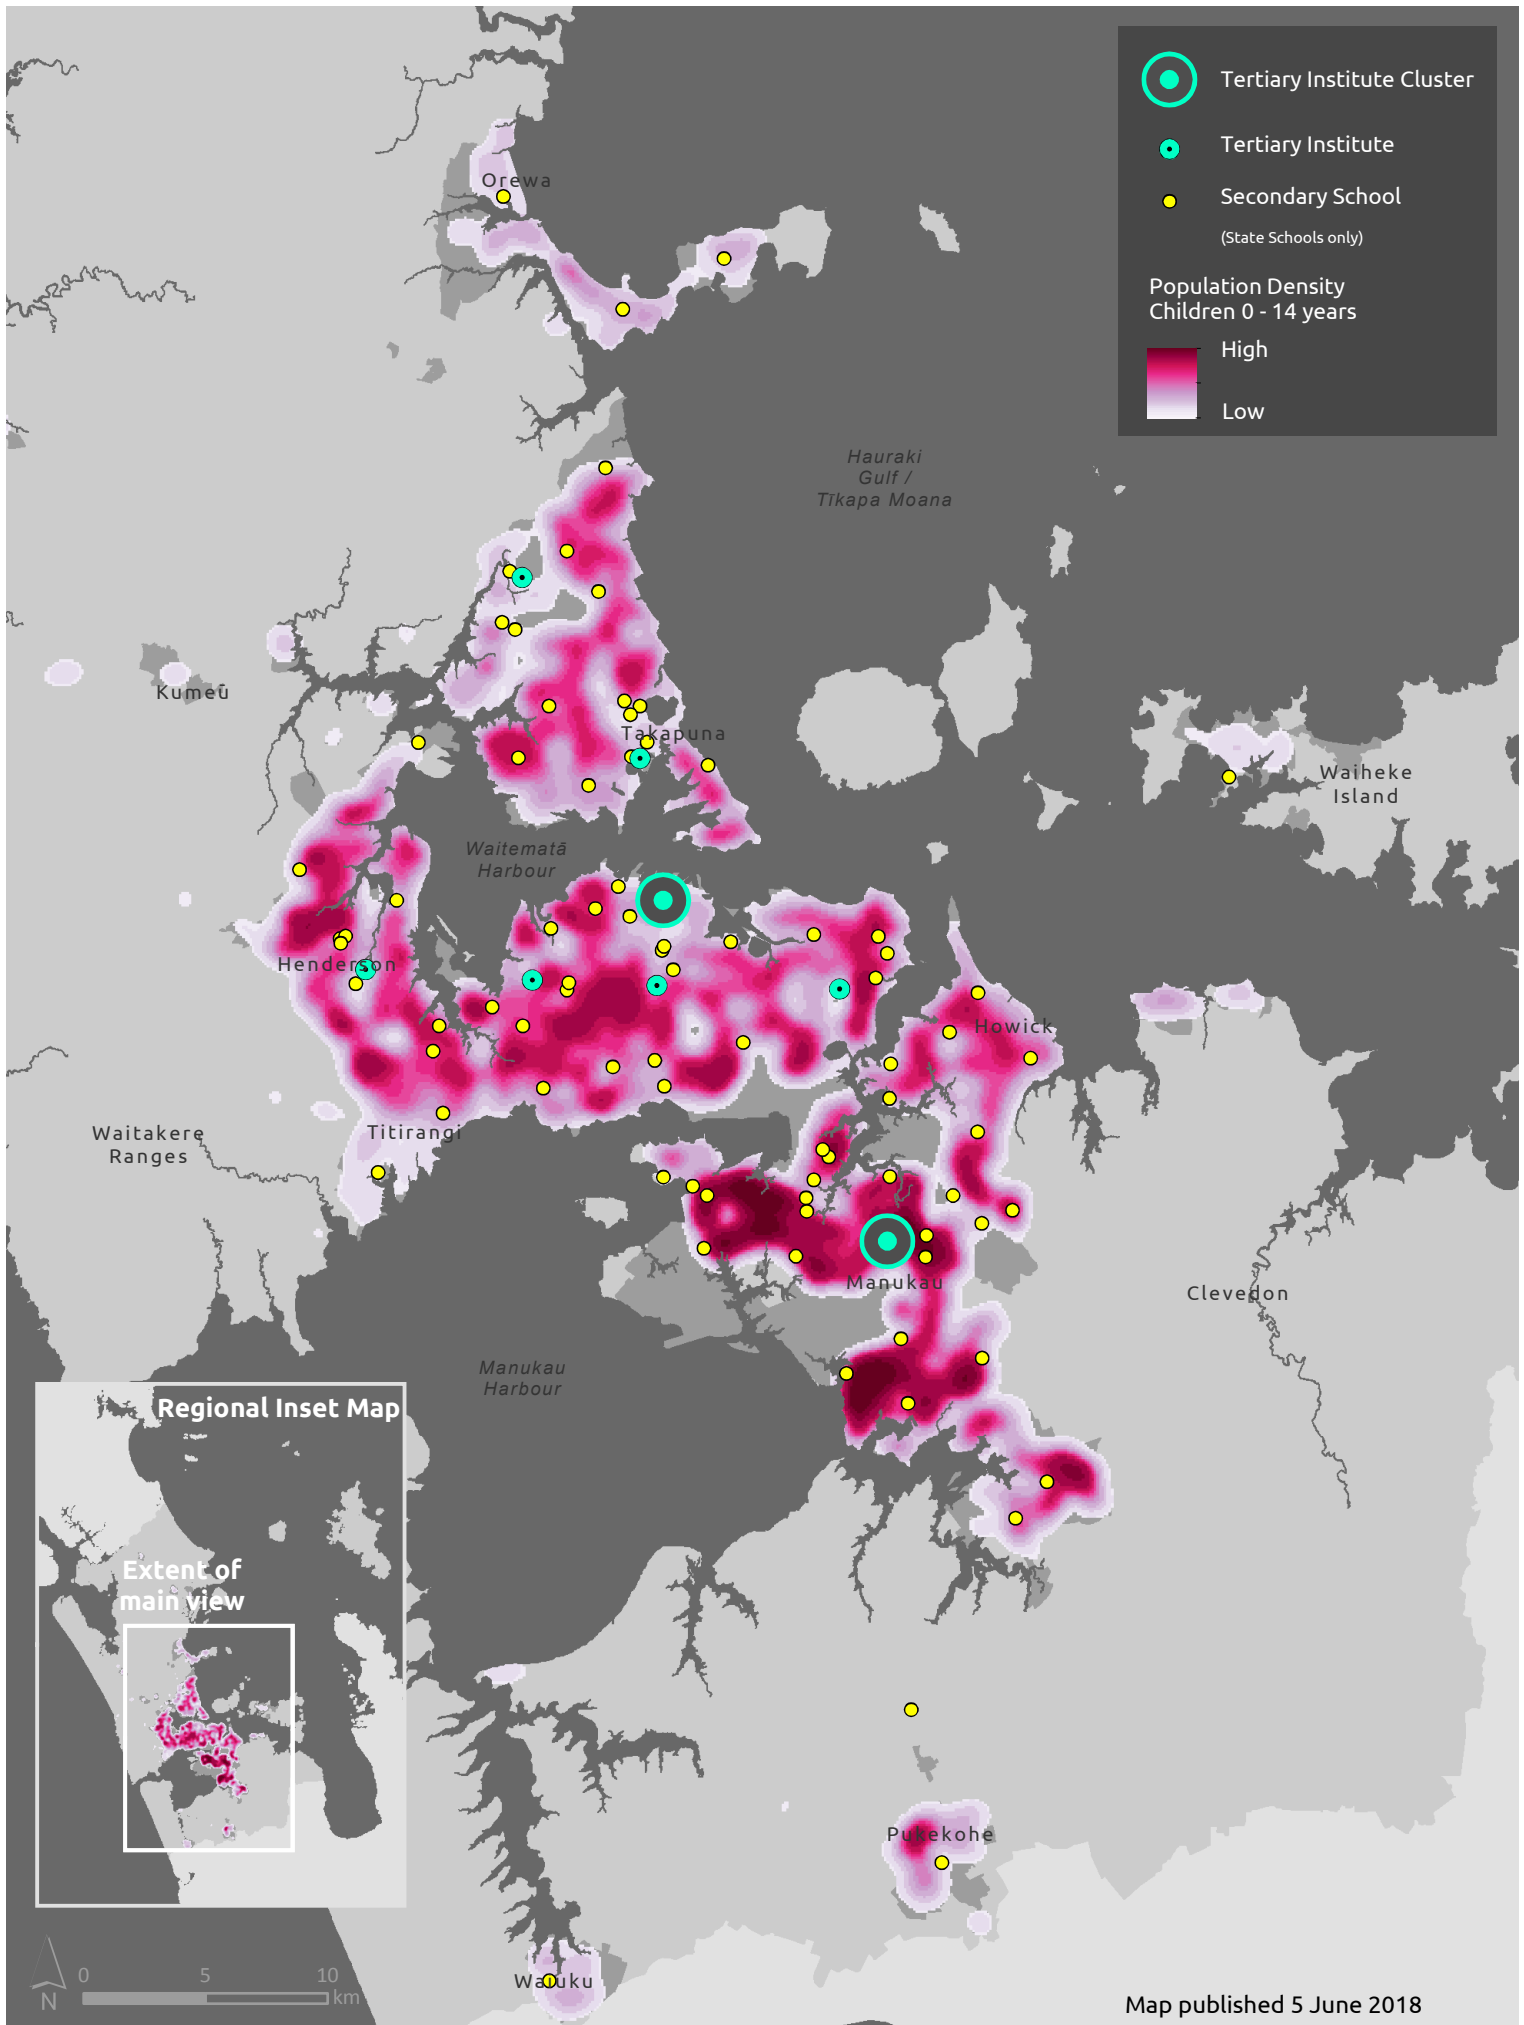 Tertiary Institute Cluster
Tertiary Institute
Secondary School
(State Schools only)
Population Density
Children 0 - 14 years
High
Low
Orewa
Hauraki
Gulf /
Tīkapa Moana
Kumeū
Takapuna
Waiheke
Island
Waitematā
Harbour
Henderson
Howick
Waitakere
Ranges
Titirangi
Manukau
Clevedon
Manukau
Harbour
Regional Inset Map
Extent of
main view
Pukekohe
Waiuku
0 5 10
km
N
Map published 5 June 2018